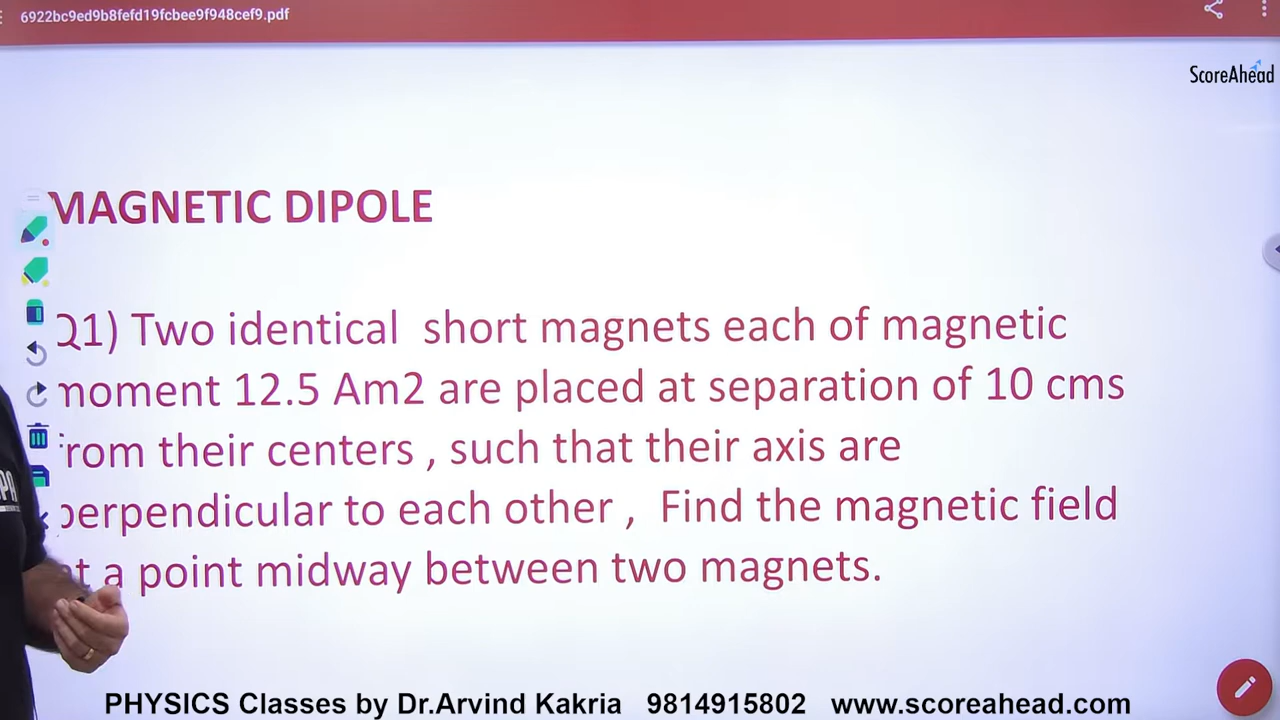 6922bc9ed9b8fefd19fcbee9f948cef9.pdf
ScoreAhead
MAGNETIC DIPOLE
Q1) Two identical short magnets each of magnetic
moment 12.5 Am2 are placed at separation of 10 cms
from their centers , such that their axis are
perpendicular to each other , Find the magnetic field
at a point midway between two magnets.
PHYSICS Classes by Dr.Arvind Kakria 9814915802 www.scoreahead.com